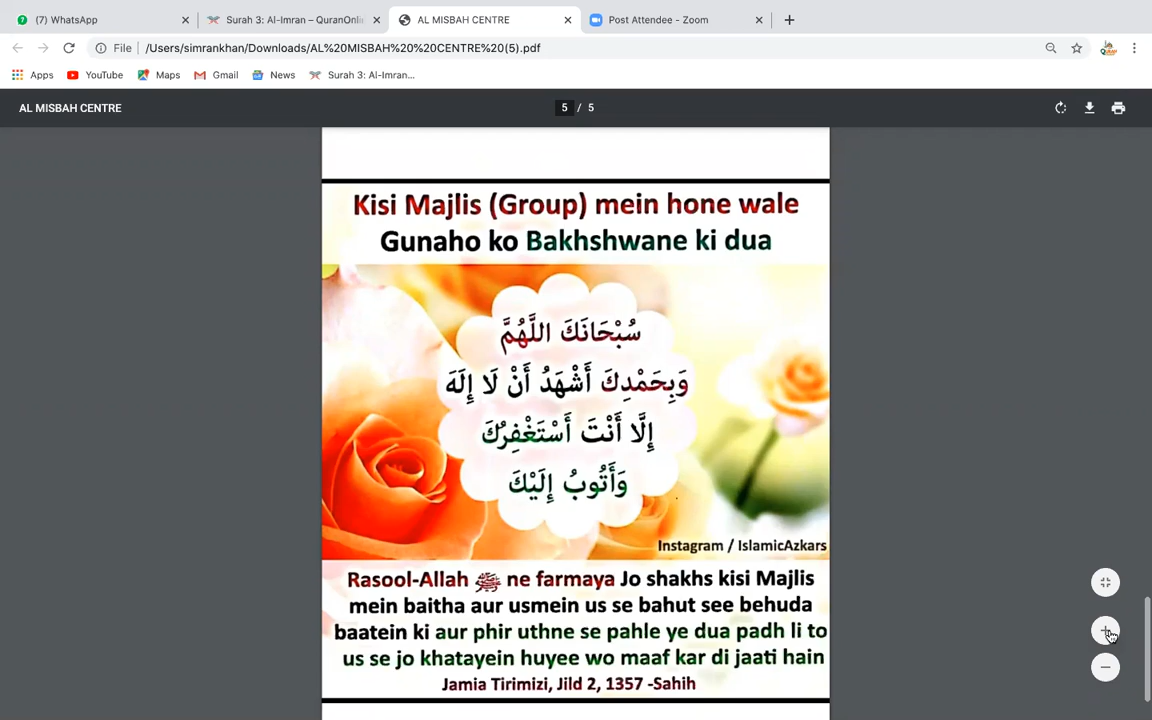 (7) WhatsApp
Surah 3: Al-Imran – QuranOnli
AL MISBAH CENTRE
Post Attendee - Zoom
File
/Users/simrankhan/Downloads/AL%20MISBAH%20%20CENTRE%20(5).pdf
Apps
YouTube
Maps
Gmail
News
Surah 3: Al-Imran...
AL MISBAH CENTRE
5 / 5
Kisi Majlis (Group) mein hone wale
Gunaho ko Bakhshwane ki dua
سُبْحَانَكَ اللَّهُمَّ
وَبِحَمْدِكَ أَشْهَدُ أَنْ لَا إِلَهَ
إِلَّا أَنْتَ أَسْتَغْفِرُكَ
وَأَتُوبُ إِلَيْكَ
Instagram / IslamicAzkars
Rasool-Allah ﷺ ne farmaya Jo shakhs kisi Majlis
mein baitha aur usmein us se bahut see behuda
baatein ki aur phir uthne se pahle ye dua padh li to
us se jo khatayein huyee wo maaf kar di jaati hain
Jamia Tirimizi, Jild 2, 1357 -Sahih